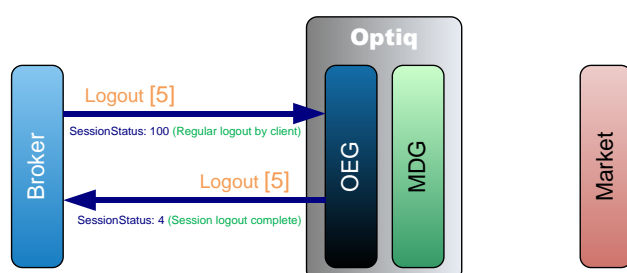 Optiq
Logout [5]
SessionStatus: 100 (Regular logout by client)
Broker
OEG
MDG
Market
Logout [5]
SessionStatus: 4 (Session logout complete)